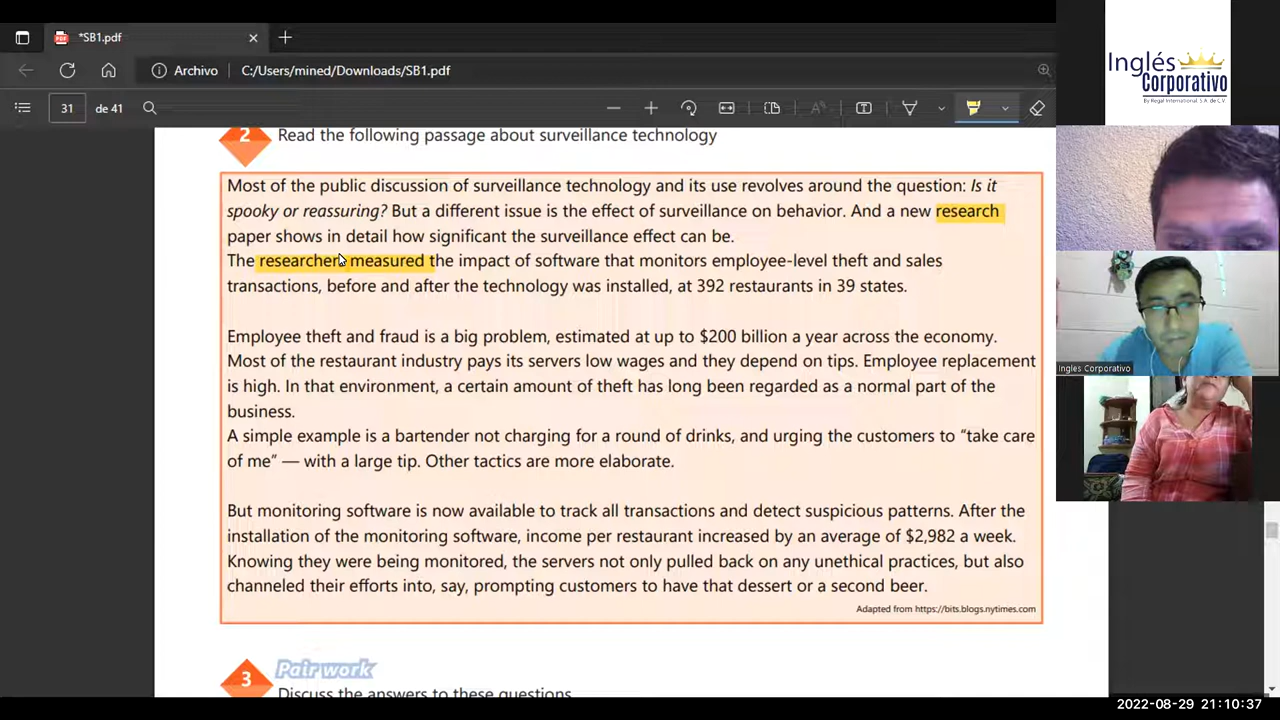 *SB1.pdf
Archivo C:/Users/mined/Downloads/SB1.pdf
31 de 41
2 Read the following passage about surveillance technology
Most of the public discussion of surveillance technology and its use revolves around the question: Is it
spooky or reassuring? But a different issue is the effect of surveillance on behavior. And a new research
paper shows in detail how significant the surveillance effect can be.
The researchers measured the impact of software that monitors employee-level theft and sales
transactions, before and after the technology was installed, at 392 restaurants in 39 states.
Employee theft and fraud is a big problem, estimated at up to $200 billion a year across the economy.
Most of the restaurant industry pays its servers low wages and they depend on tips. Employee replacement
is high. In that environment, a certain amount of theft has long been regarded as a normal part of the
business.
A simple example is a bartender not charging for a round of drinks, and urging the customers to “take care
of me” — with a large tip. Other tactics are more elaborate.
But monitoring software is now available to track all transactions and detect suspicious patterns. After the
installation of the monitoring software, income per restaurant increased by an average of $2,982 a week.
Knowing they were being monitored, the servers not only pulled back on any unethical practices, but also
channeled their efforts into, say, prompting customers to have that dessert or a second beer.
Adapted from https://bits.blogs.nytimes.com
3 Pair work
Discuss the answers to these questions
Inglés
Corporativo
By Regal International S.A. de C.V
Inglés Corporativo
2022-08-29 21:10:37